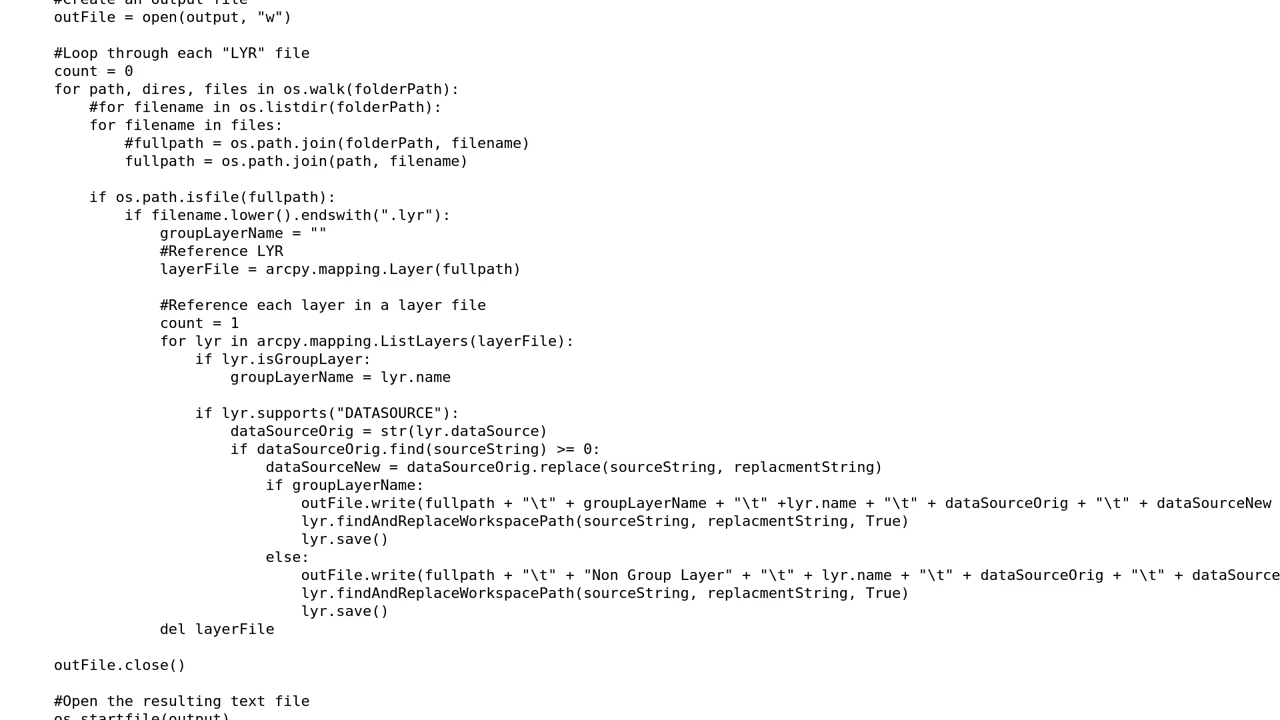 #Create an output file
outFile = open(output, "w")
#Loop through each "LYR" file
count = 0
for path, dires, files in os.walk(folderPath):
#for filename in os.listdir(folderPath):
for filename in files:
#fullpath = os.path.join(folderPath, filename)
fullpath = os.path.join(path, filename)
if os.path.isfile(fullpath):
if filename.lower().endswith(".lyr"):
groupLayerName = ""
#Reference LYR
layerFile = arcpy.mapping.Layer(fullpath)
#Reference each layer in a layer file
count = 1
for lyr in arcpy.mapping.ListLayers(layerFile):
if lyr.isGroupLayer:
groupLayerName = lyr.name
if lyr.supports("DATASOURCE"):
dataSourceOrig = str(lyr.dataSource)
if dataSourceOrig.find(sourceString) >= 0:
dataSourceNew = dataSourceOrig.replace(sourceString, replacmentString)
if groupLayerName:
outFile.write(fullpath + "\t" + groupLayerName + "\t" +lyr.name + "\t" + dataSourceOrig + "\t" + dataSourceNew
lyr.findAndReplaceWorkspacePath(sourceString, replacmentString, True)
lyr.save()
else:
outFile.write(fullpath + "\t" + "Non Group Layer" + "\t" + lyr.name + "\t" + dataSourceOrig + "\t" + dataSource
lyr.findAndReplaceWorkspacePath(sourceString, replacmentString, True)
lyr.save()
del layerFile
outFile.close()
#Open the resulting text file
os.startfile(output)